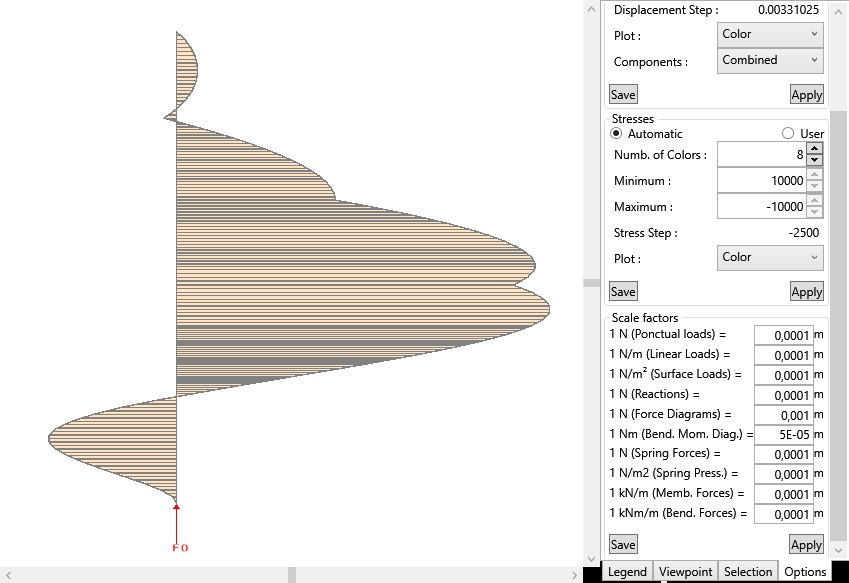 Displacement Step : 0.00331025
Plot : Color
Components : Combined
Save Apply
Stresses
Automatic User
Numb. of Colors : 8
Minimum : 10000
Maximum : -10000
Stress Step : -2500
Plot : Color
Save Apply
Scale factors
1 N (Ponctual loads) = 0,0001 m
1 N/m (Linear Loads) = 0,0001 m
1 N/m² (Surface Loads) = 0,0001 m
1 N (Reactions) = 0,0001 m
1 N (Force Diagrams) = 0,001 m
1 Nm (Bend. Mom. Diag.) = 5E-05 m
1 N (Spring Forces) = 0,0001 m
1 N/m2 (Spring Press.) = 0,0001 m
1 kN/m (Memb. Forces) = 0,0001 m
1 kNm/m (Bend. Forces) = 0,0001 m
Save Apply
Legend Viewpoint Selection Options
F0